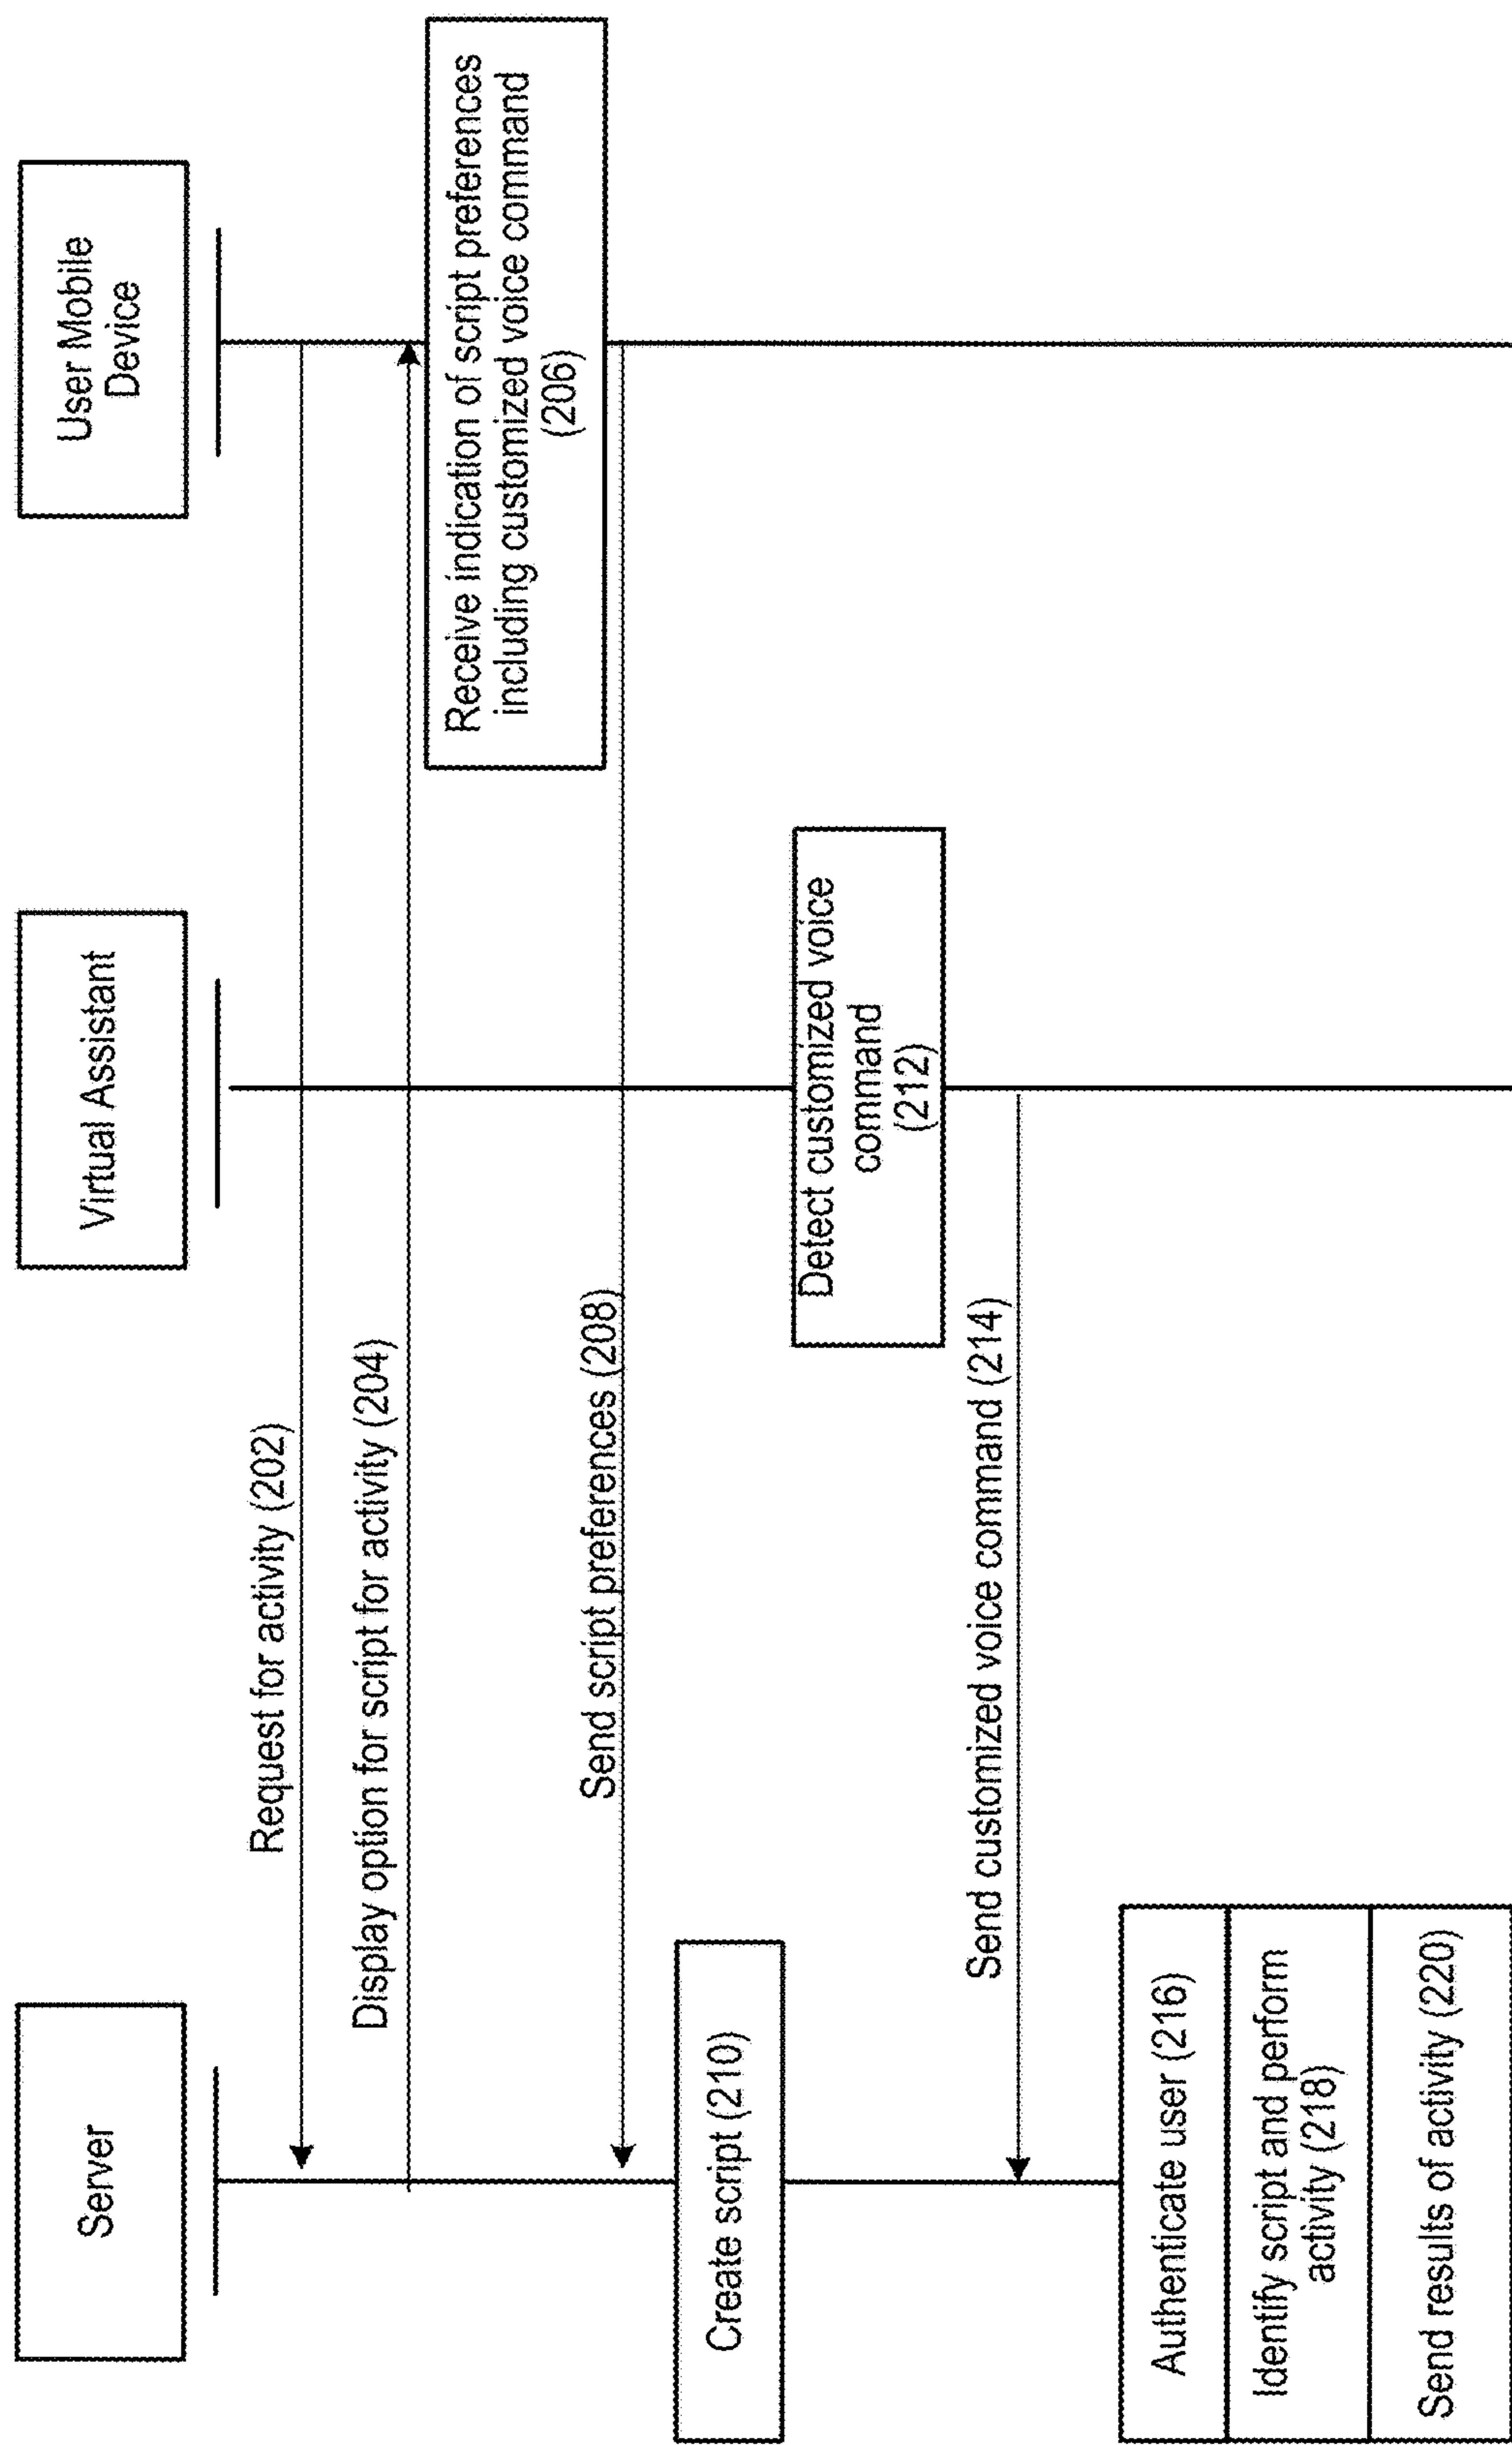 Server
Virtual Assistant
User Mobile
Device
Request for activity (202)
Display option for script for activity (204)
Receive indication of script preferences
including customized voice command
(206)
Send script preferences (208)
Create script (210)
Detect customized voice
command
(212)
Send customized voice command (214)
Authenticate user (216)
Identify script and perform
activity (218)
Send results of activity (220)